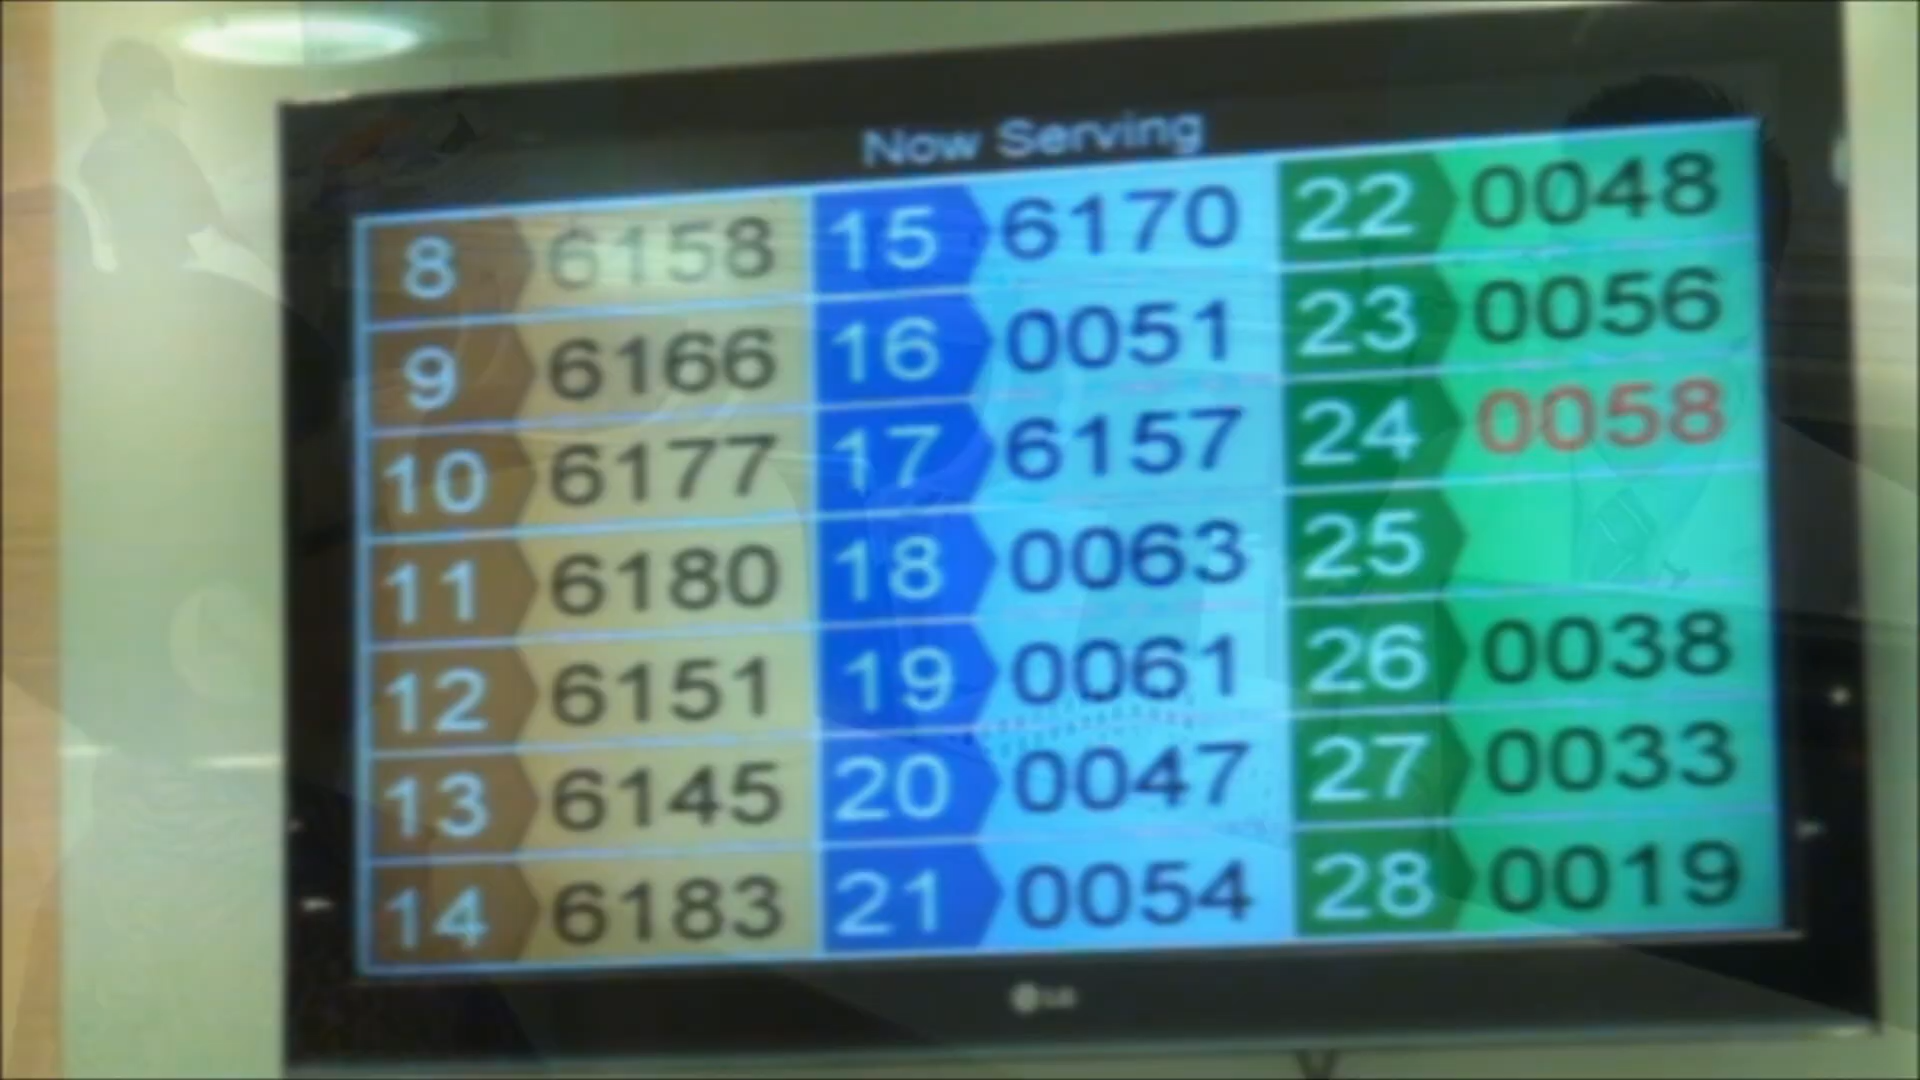 Now Serving
8 6158 15 6170 22 0048
9 6166 16 0051 23 0056
10 6177 17 6157 24 0058
11 6180 18 0063 25
12 6151 19 0061 26 0038
13 6145 20 0047 27 0033
14 6183 21 0054 28 0019
LG